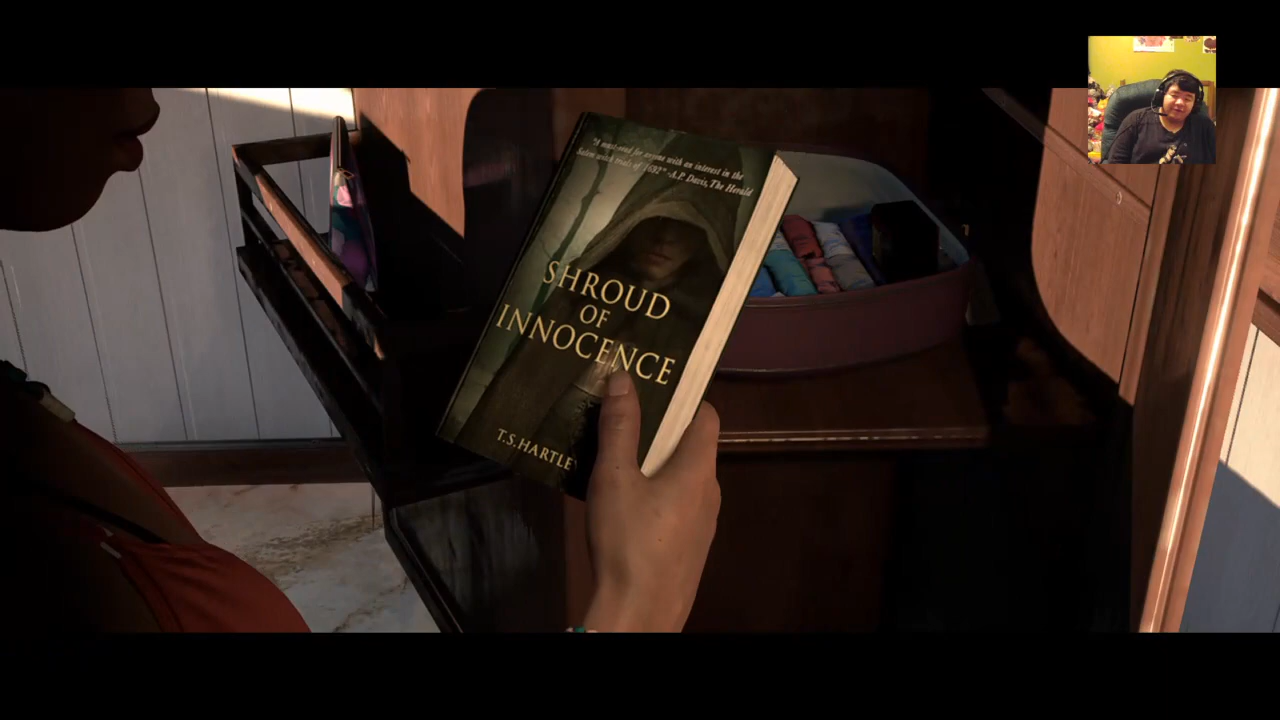 "A must-read for anyone with an interest in the
Salem witch trials of 1692" -A.P. Davis, The Herald
SHROUD
OF
INNOCENCE
T.S. HARTLEY